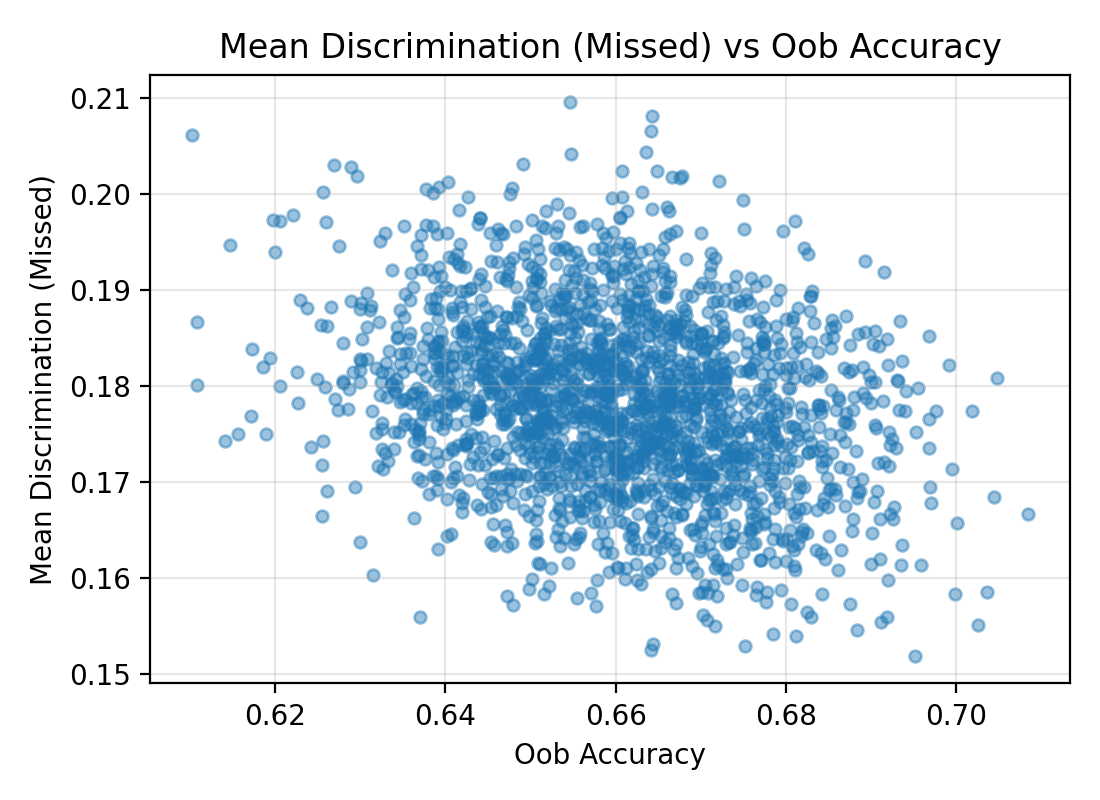 Mean Discrimination (Missed) vs Oob Accuracy
Mean Discrimination (Missed)
0.21
0.20
0.19
0.18
0.17
0.16
0.15
0.62 0.64 0.66 0.68 0.70
Oob Accuracy